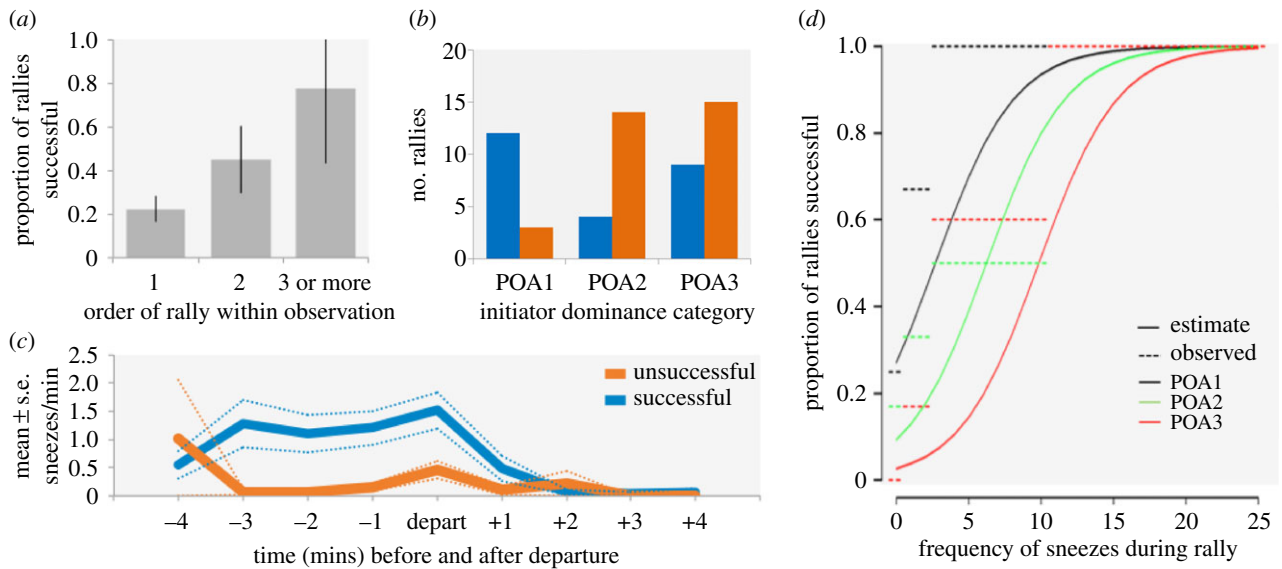 (a)
proportion of rallies
successful
1.0
0.8
0.6
0.4
0.2
0
1 2 3 or more
order of rally within observation
(b)
no. rallies
20
15
10
5
0
POA1 POA2 POA3
initiator dominance category
(c)
mean ± s.e.
sneezes/min
2.5
2.0
1.5
1.0
0.5
0
unsuccessful
successful
–4 –3 –2 –1 depart +1 +2 +3 +4
time (mins) before and after departure
(d)
proportion of rallies successful
1.0
0.8
0.6
0.4
0.2
0
estimate
observed
POA1
POA2
POA3
0 5 10 15 20 25
frequency of sneezes during rally